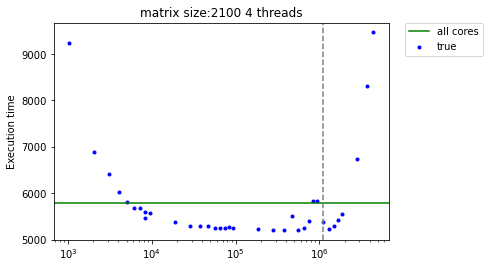 matrix size:2100 4 threads
all cores
true
9000
8000
7000
6000
5000
Execution time
10³
10⁴
10⁵
10⁶